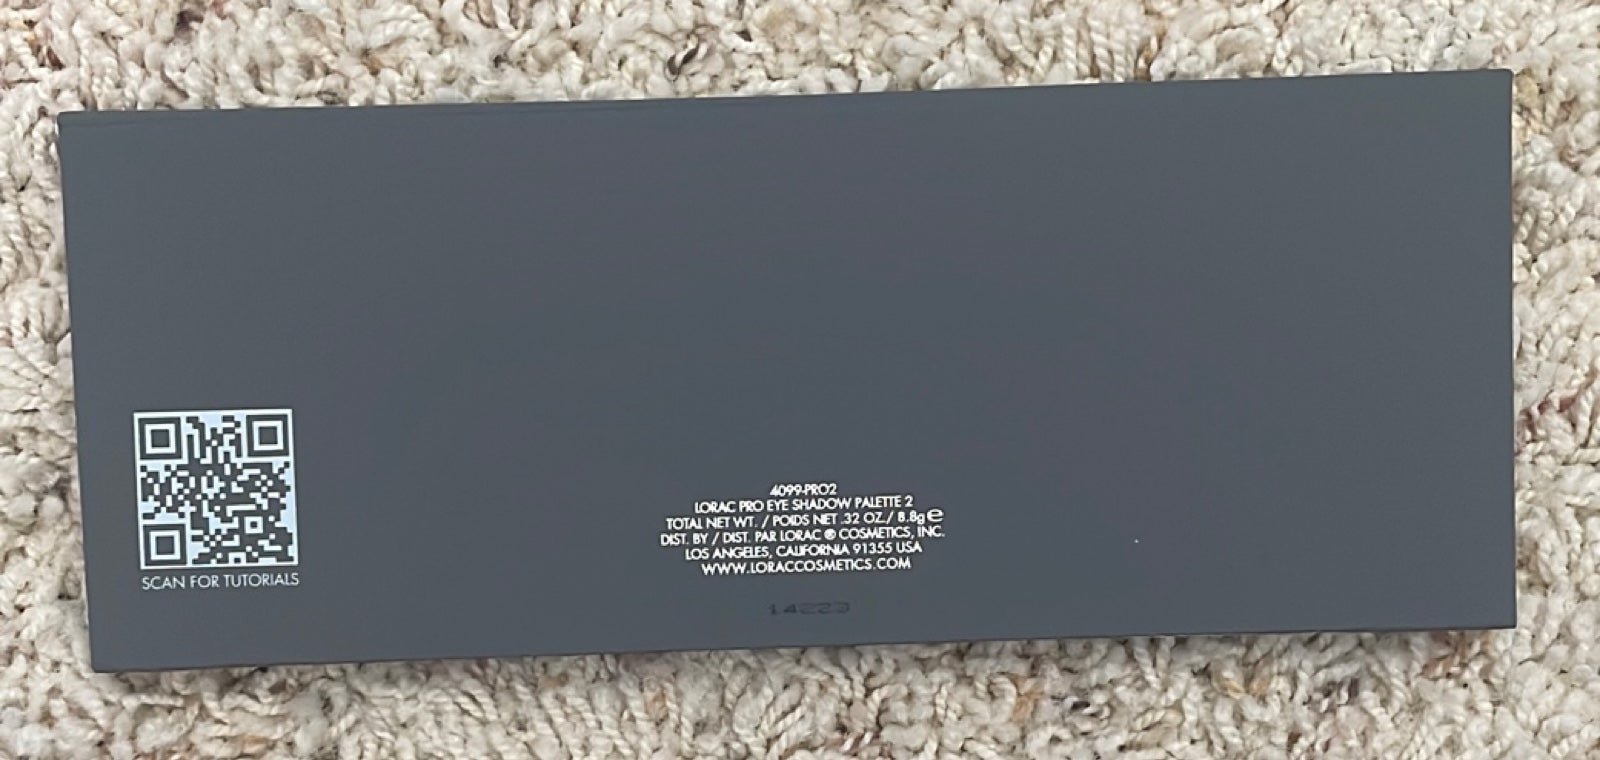 SCAN FOR TUTORIALS
4099-PRO2
LORAC PRO EYE SHADOW PALETTE 2
TOTAL NET WT. / POIDS NET .32 OZ./ 8.8g℮
DIST. BY / DIST. PAR LORAC ® COSMETICS, INC.
LOS ANGELES, CALIFORNIA 91355 USA
WWW.LORACCOSMETICS.COM
14223